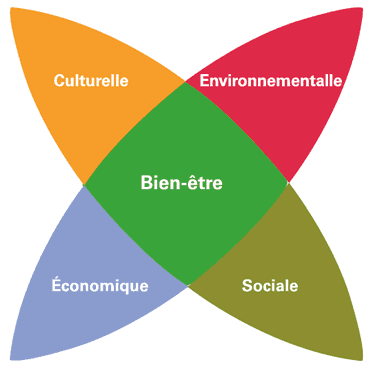 Culturelle
Environnementalle
Bien-être
Économique
Sociale